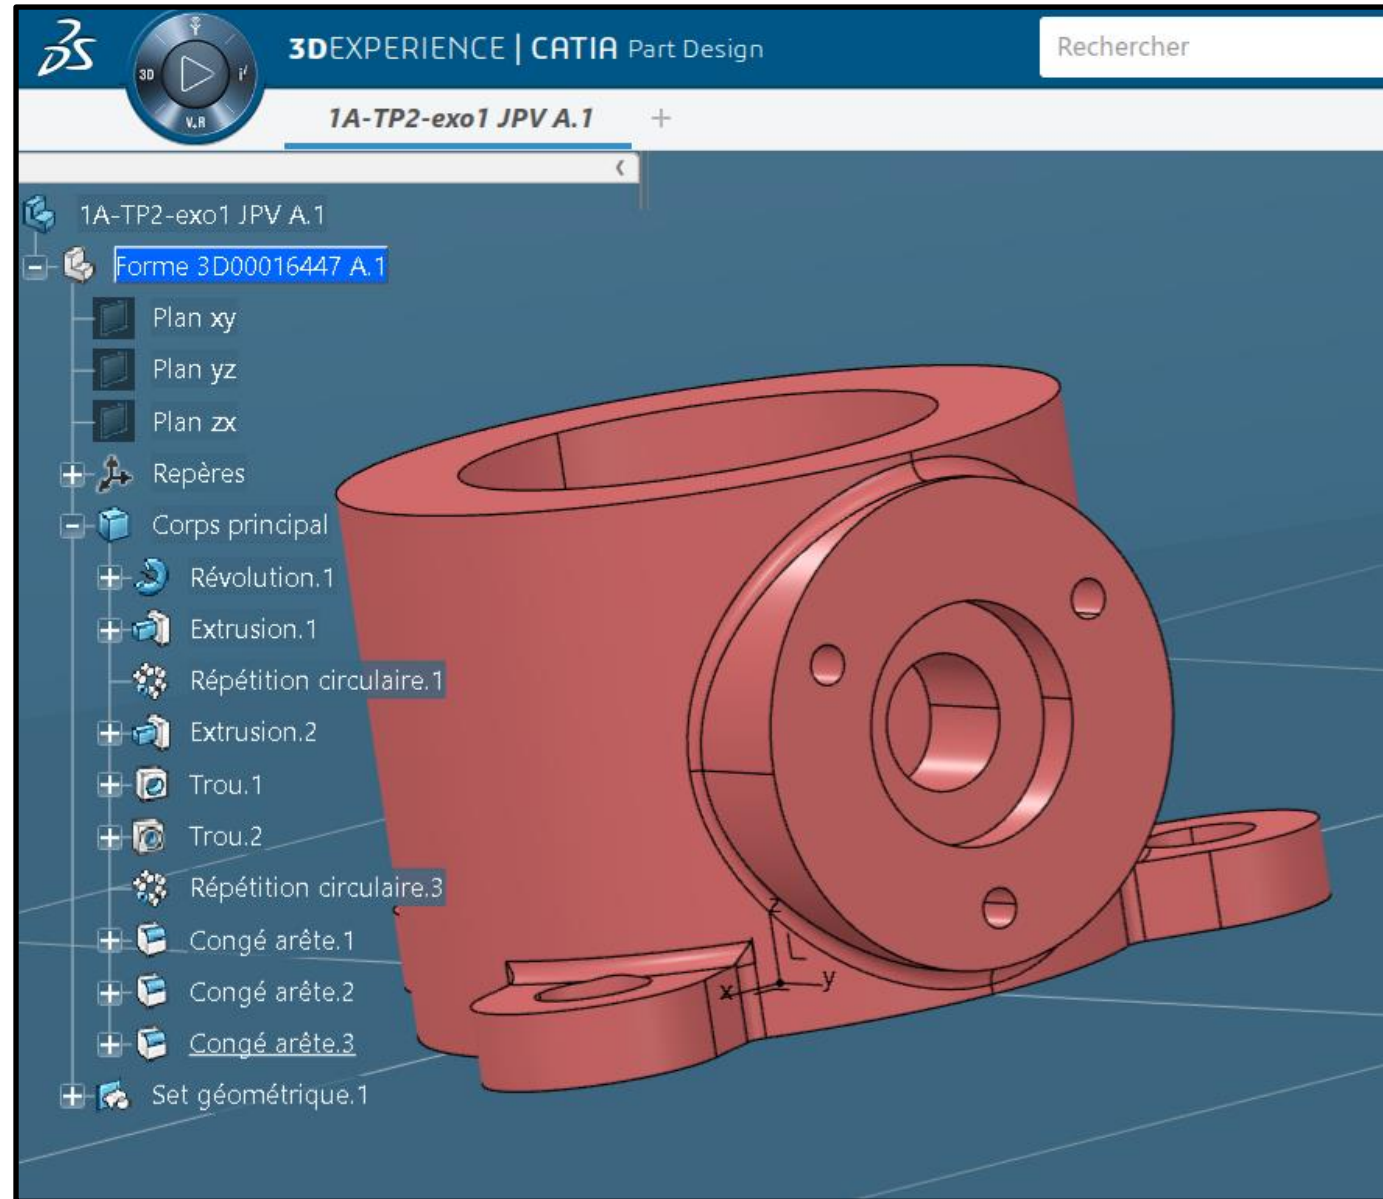 3DS
3D
i²
V.R
3DEXPERIENCE | CATIA Part Design
Rechercher
1A-TP2-exo1 JPV A.1
+
1A-TP2-exo1 JPV A.1
Forme 3D00016447 A.1
Plan xy
Plan yz
Plan zx
Repères
Corps principal
Révolution.1
Extrusion.1
Répétition circulaire.1
Extrusion.2
Trou.1
Trou.2
Répétition circulaire.3
Congé arête.1
Congé arête.2
Congé arête.3
Set géométrique.1
z
x
y